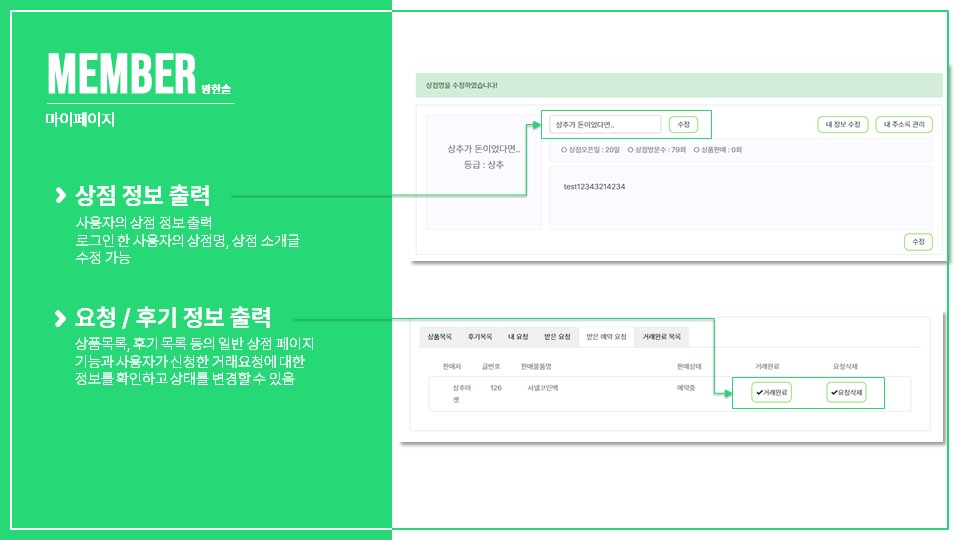 MEMBER 방한솔
마이페이지
상점 정보 출력
사용자의 상점 정보 출력
로그인 한 사용자의 상점명, 상점 소개글
수정 가능
요청 / 후기 정보 출력
상품목록, 후기 목록 등의 일반 상점 페이지
기능과 사용자가 신청한 거래요청에 대한
정보를 확인하고 상태를 변경할 수 있음
상점명을 수정하였습니다!
상추가 돈이었다면..
등급 : 상추
상추가 돈이었다면.. 수정 내 정보 수정 내 주소록 관리
상점오픈일 : 20일 상점방문수 : 79회 상품판매 : 0회
test12343214234
수정
상품목록 후기목록 내 요청 받은 요청 받은 예약 요청 거래완료 목록
판매자 글번호 판매물품명 판매상태 거래완료 요청삭제
상추마 126 샤넬코인백 예약중 ✔거래완료 ✔요청삭제
켓